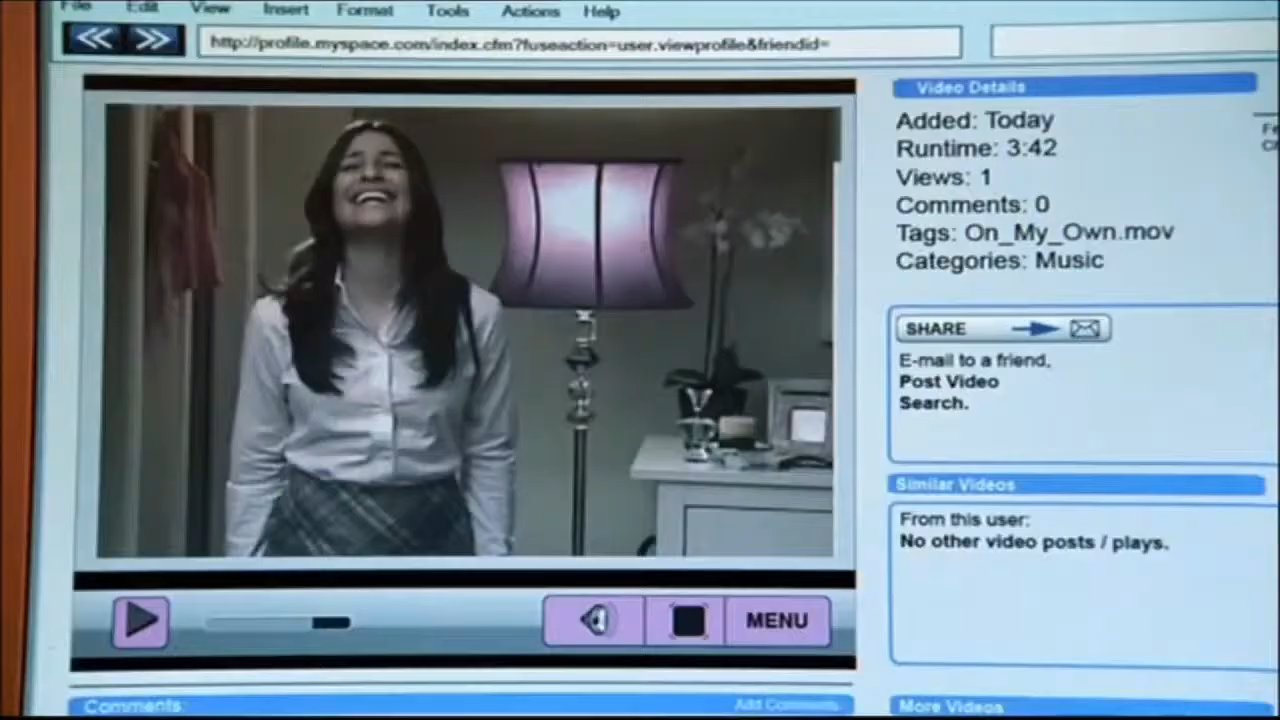 File Edit View Insert Format Tools Actions Help
http://profile.myspace.com/index.cfm?fuseaction=user.viewprofile&friendid=
Video Details
Added: Today
Runtime: 3:42
Views: 1
Comments: 0
Tags: On_My_Own.mov
Categories: Music
SHARE
E-mail to a friend.
Post Video
Search.
Similar Videos
From this user:
No other video posts / plays.
MENU
Comments:
Add Comments
More Videos